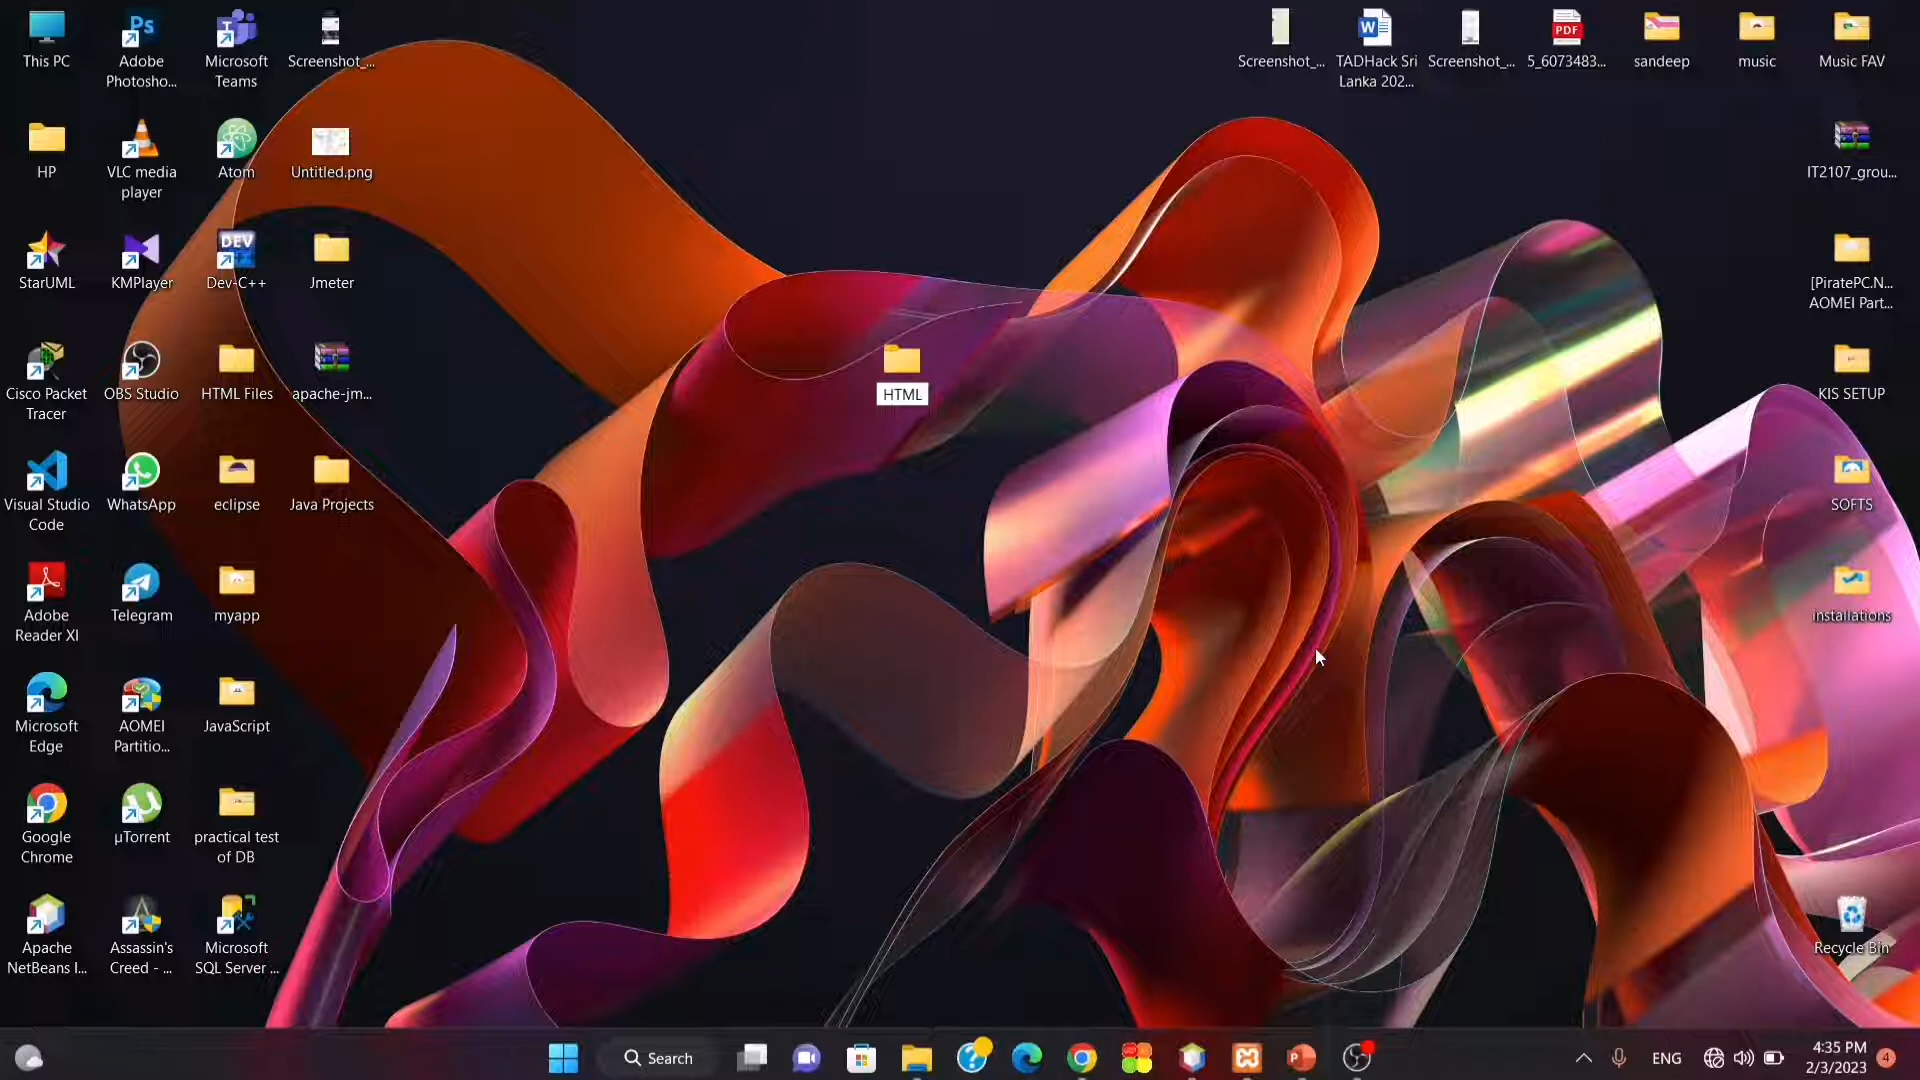 This PC
Adobe
Photosho...
Microsoft
Teams
Screenshot_...
Screenshot_...
TADHack Sri
Lanka 202...
Screenshot_...
5_6073483...
PDF
sandeep
music
Music FAV
HP
VLC media
player
Atom
Untitled.png
IT2107_grou...
StarUML
KMPlayer
DEV
Dev-C++
Jmeter
[PiratePC.N...
AOMEI Part...
Cisco Packet
Tracer
OBS Studio
HTML Files
apache-jm...
HTML
KIS SETUP
Visual Studio
Code
WhatsApp
eclipse
Java Projects
SOFTS
Adobe
Reader XI
Telegram
myapp
installations
Microsoft
Edge
AOMEI
Partitio...
JavaScript
Google
Chrome
µTorrent
practical test
of DB
Apache
NetBeans I...
Assassin's
Creed - ...
Microsoft
SQL Server ...
Recycle Bin
Search
ENG
4:35 PM
2/3/2023
4